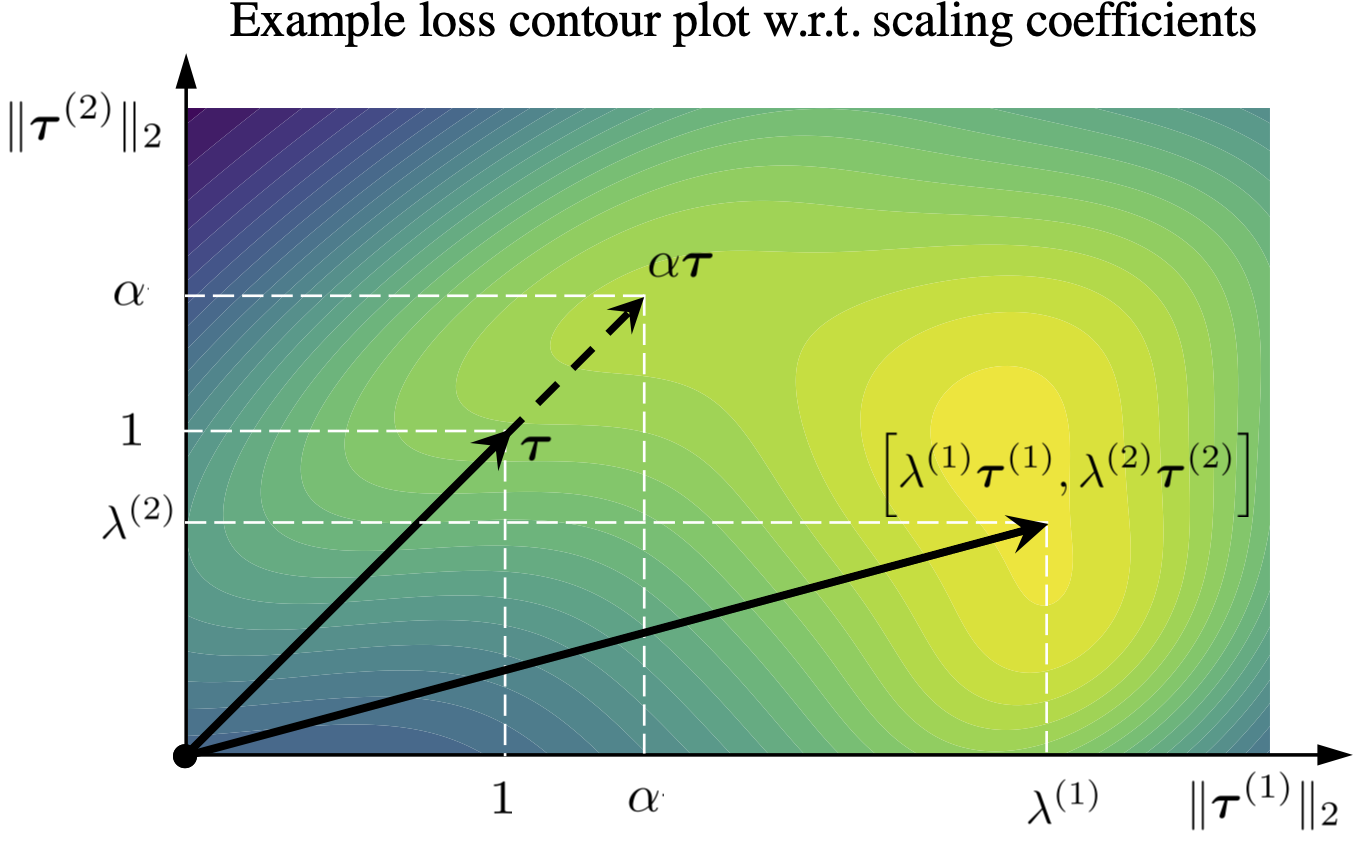 Example loss contour plot w.r.t. scaling coefficients
‖τ⁽²⁾‖₂
ατ
α
1
τ
[λ⁽¹⁾τ⁽¹⁾, λ⁽²⁾τ⁽²⁾]
λ⁽²⁾
1 α λ⁽¹⁾ ‖τ⁽¹⁾‖₂